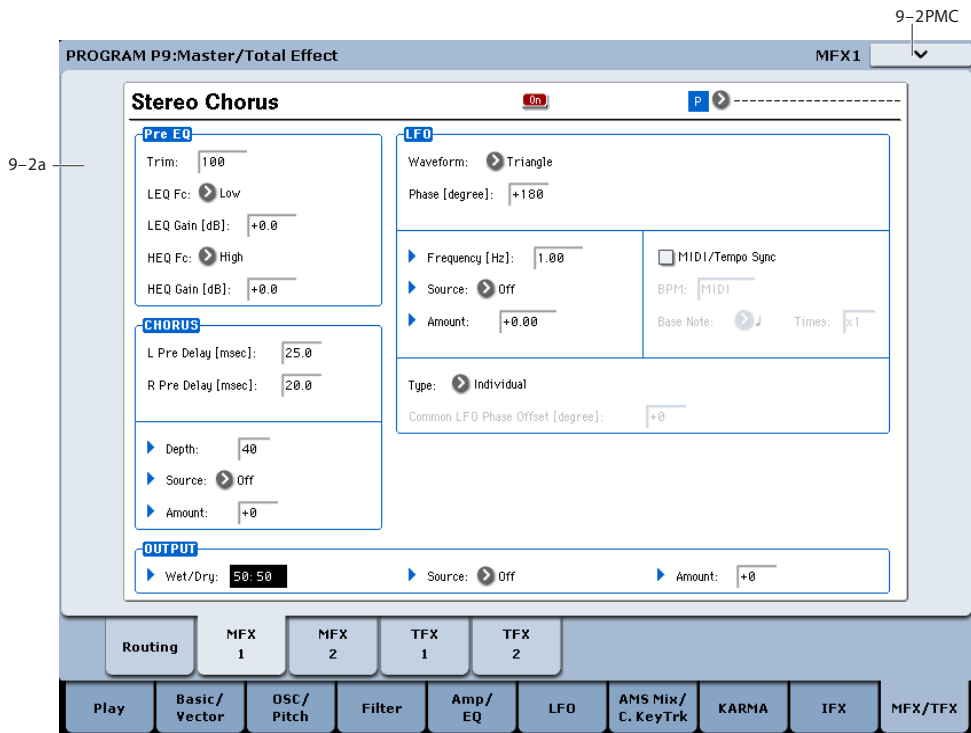 9–2PMC
PROGRAM P9:Master/Total Effect MFX1
9–2a
Stereo Chorus On P --------------------
Pre EQ
Trim: 100
LEQ Fc: Low
LEQ Gain [dB]: +0.0
HEQ Fc: High
HEQ Gain [dB]: +0.0
CHORUS
L Pre Delay [msec]: 25.0
R Pre Delay [msec]: 20.0
Depth: 40
Source: Off
Amount: +0
LFO
Waveform: Triangle
Phase [degree]: +180
Frequency [Hz]: 1.00
Source: Off
Amount: +0.00
MIDI/Tempo Sync
BPM: MIDI
Base Note: ♩ Times: x1
Type: Individual
Common LFO Phase Offset [degree]: +0
OUTPUT
Wet/Dry: 50:50 Source: Off Amount: +0
Routing
MFX
1
MFX
2
TFX
1
TFX
2
Play
Basic/
Vector
OSC/
Pitch
Filter
Amp/
EQ
LFO
AMS Mix/
C. KeyTrk
KARMA
IFX
MFX/TFX